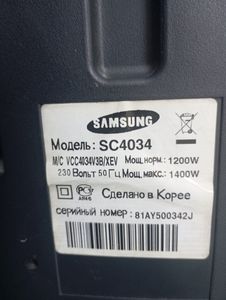 SAMSUNG
Модель: SC4034
M/C VCC4034V3B/XEV Мощ.норм.: 1200W
230 Вольт 50 Гц Мощ.макс.: 1400W
Сделано в Корее
серийный номер: 81AY500342J